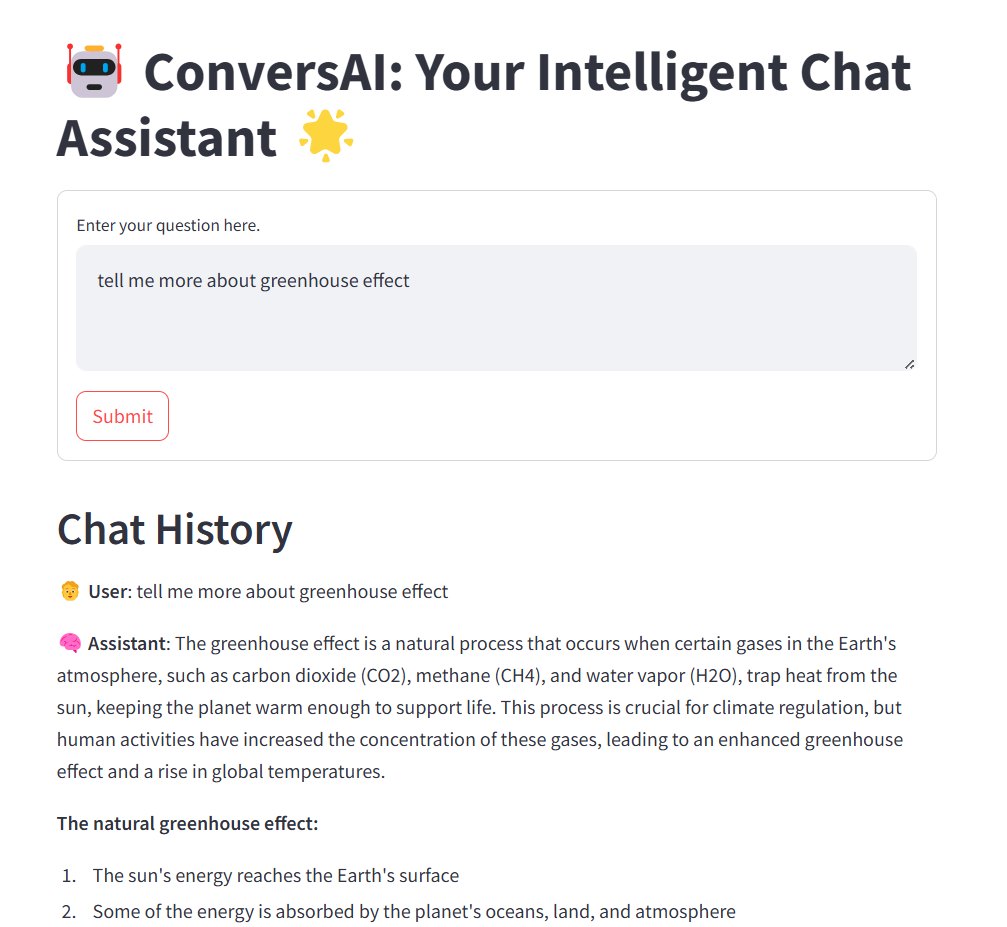 ConversAI: Your Intelligent Chat
Assistant
Enter your question here.
tell me more about greenhouse effect
Submit
Chat History
User: tell me more about greenhouse effect
Assistant: The greenhouse effect is a natural process that occurs when certain gases in the Earth's
atmosphere, such as carbon dioxide (CO2), methane (CH4), and water vapor (H2O), trap heat from the
sun, keeping the planet warm enough to support life. This process is crucial for climate regulation, but
human activities have increased the concentration of these gases, leading to an enhanced greenhouse
effect and a rise in global temperatures.
The natural greenhouse effect:
1. The sun's energy reaches the Earth's surface
2. Some of the energy is absorbed by the planet's oceans, land, and atmosphere